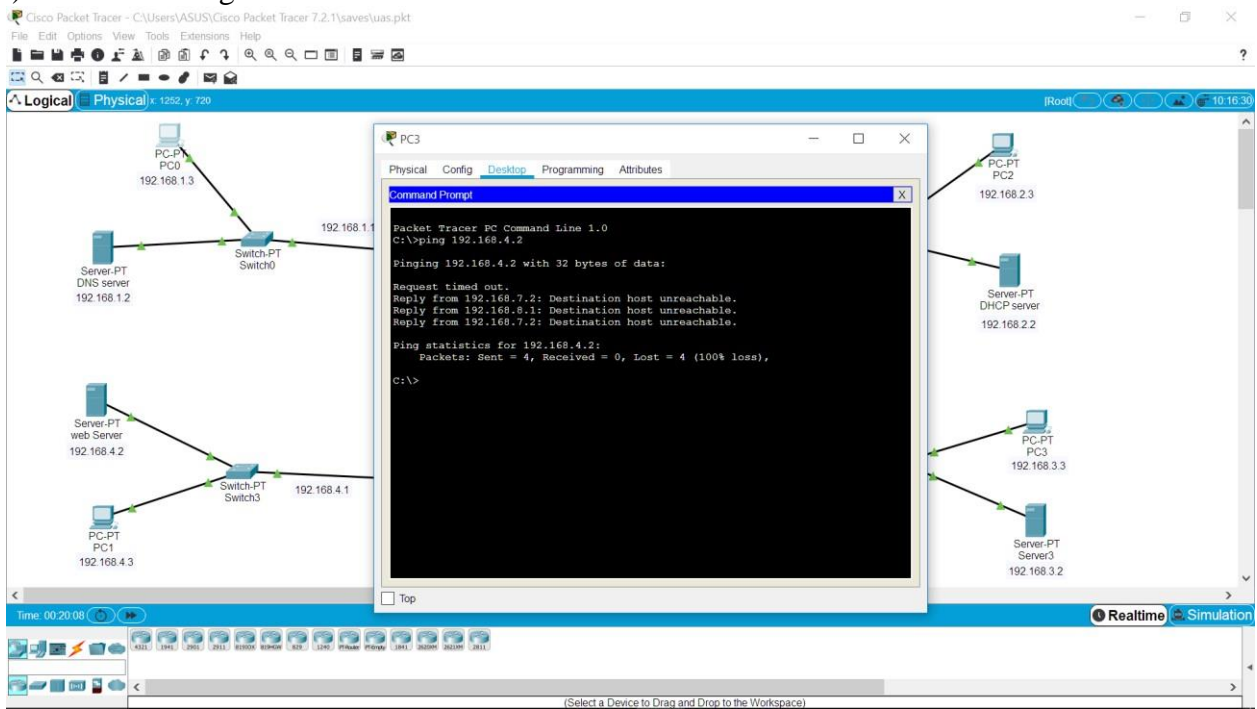 Cisco Packet Tracer - C:\Users\ASUS\Cisco Packet Tracer 7.2.1\saves\uas.pkt
File Edit Options View Tools Extensions Help
?
Logical Physical x: 1252, y: 720 [Root] 10:16:30
PC-PT
PC0
192.168.1.3
Server-PT
DNS server
192.168.1.2
Switch-PT
Switch0
192.168.1.1
Server-PT
web Server
192.168.4.2
Switch-PT
Switch3
192.168.4.1
PC-PT
PC1
192.168.4.3
PC3
Physical Config Desktop Programming Attributes
Command Prompt X
Packet Tracer PC Command Line 1.0
C:\>ping 192.168.4.2
Pinging 192.168.4.2 with 32 bytes of data:
Request timed out.
Reply from 192.168.7.2: Destination host unreachable.
Reply from 192.168.8.1: Destination host unreachable.
Reply from 192.168.7.2: Destination host unreachable.
Ping statistics for 192.168.4.2:
Packets: Sent = 4, Received = 0, Lost = 4 (100% loss),
C:\>
Top
PC-PT
PC2
192.168.2.3
Server-PT
DHCP server
192.168.2.2
PC-PT
PC3
192.168.3.3
Server-PT
Server3
192.168.3.2
Time: 00:20:08 Realtime Simulation
4321 1941 2901 2911 829 1240 1841 2811
(Select a Device to Drag and Drop to the Workspace)